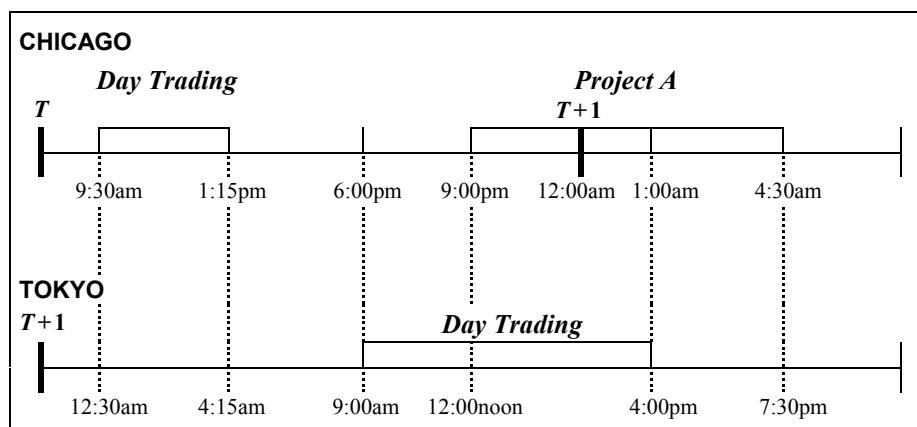 CHICAGO
Day Trading Project A
T T+1
9:30am 1:15pm 6:00pm 9:00pm 12:00am 1:00am 4:30am
TOKYO
T+1 Day Trading
12:30am 4:15am 9:00am 12:00noon 4:00pm 7:30pm